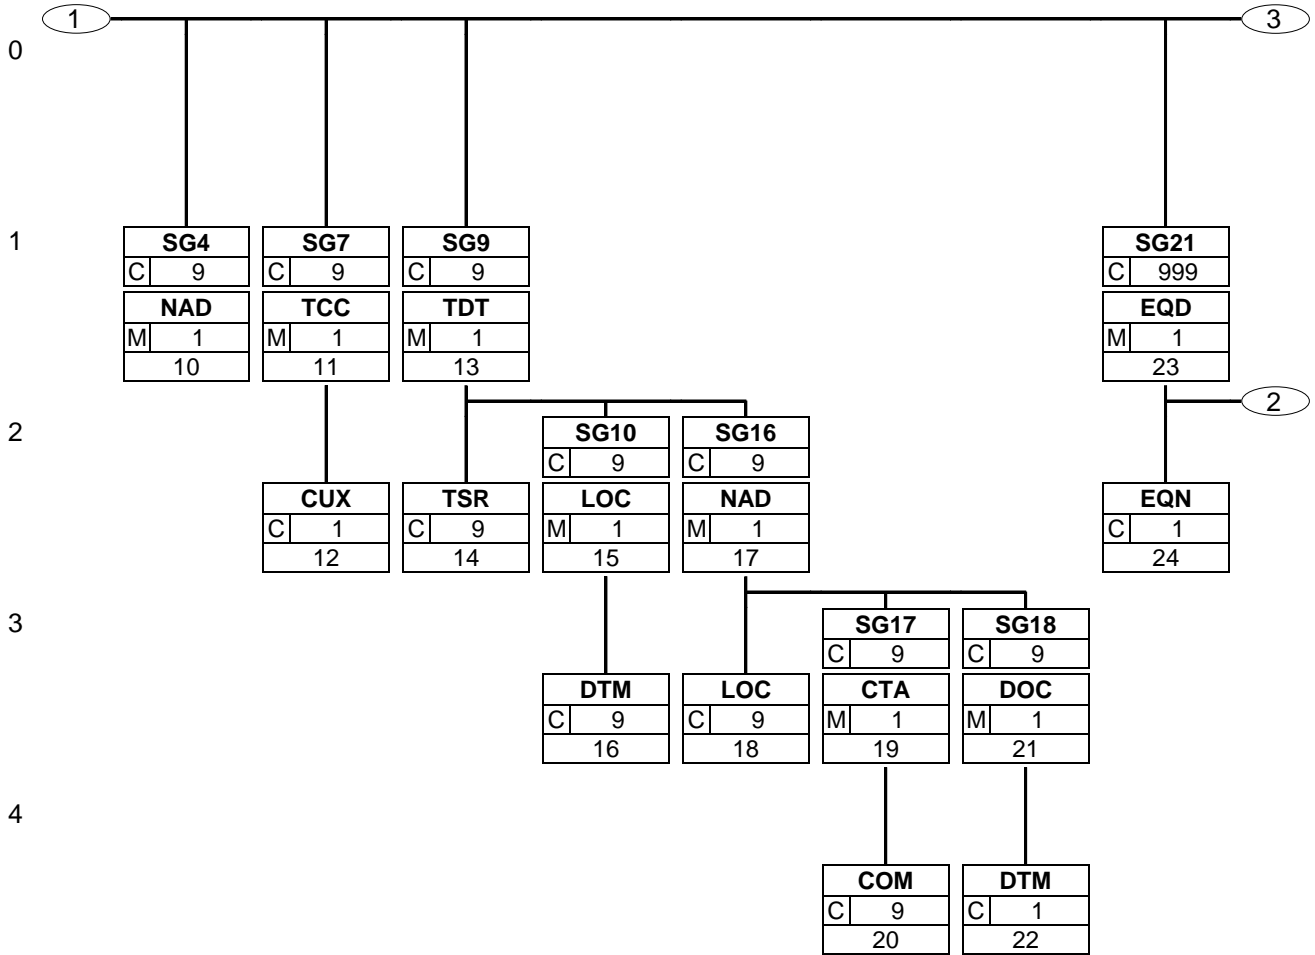 1 3
0
1 SG4 SG7 SG9 SG21
C 9 C 9 C 9 C 999
NAD TCC TDT EQD
M 1 M 1 M 1 M 1
10 11 13 23
2
2 SG10 SG16
C 9 C 9
CUX TSR LOC NAD EQN
C 1 C 9 M 1 M 1 C 1
12 14 15 17 24
3 SG17 SG18
C 9 C 9
DTM LOC CTA DOC
C 9 C 9 M 1 M 1
16 18 19 21
4
COM DTM
C 9 C 1
20 22